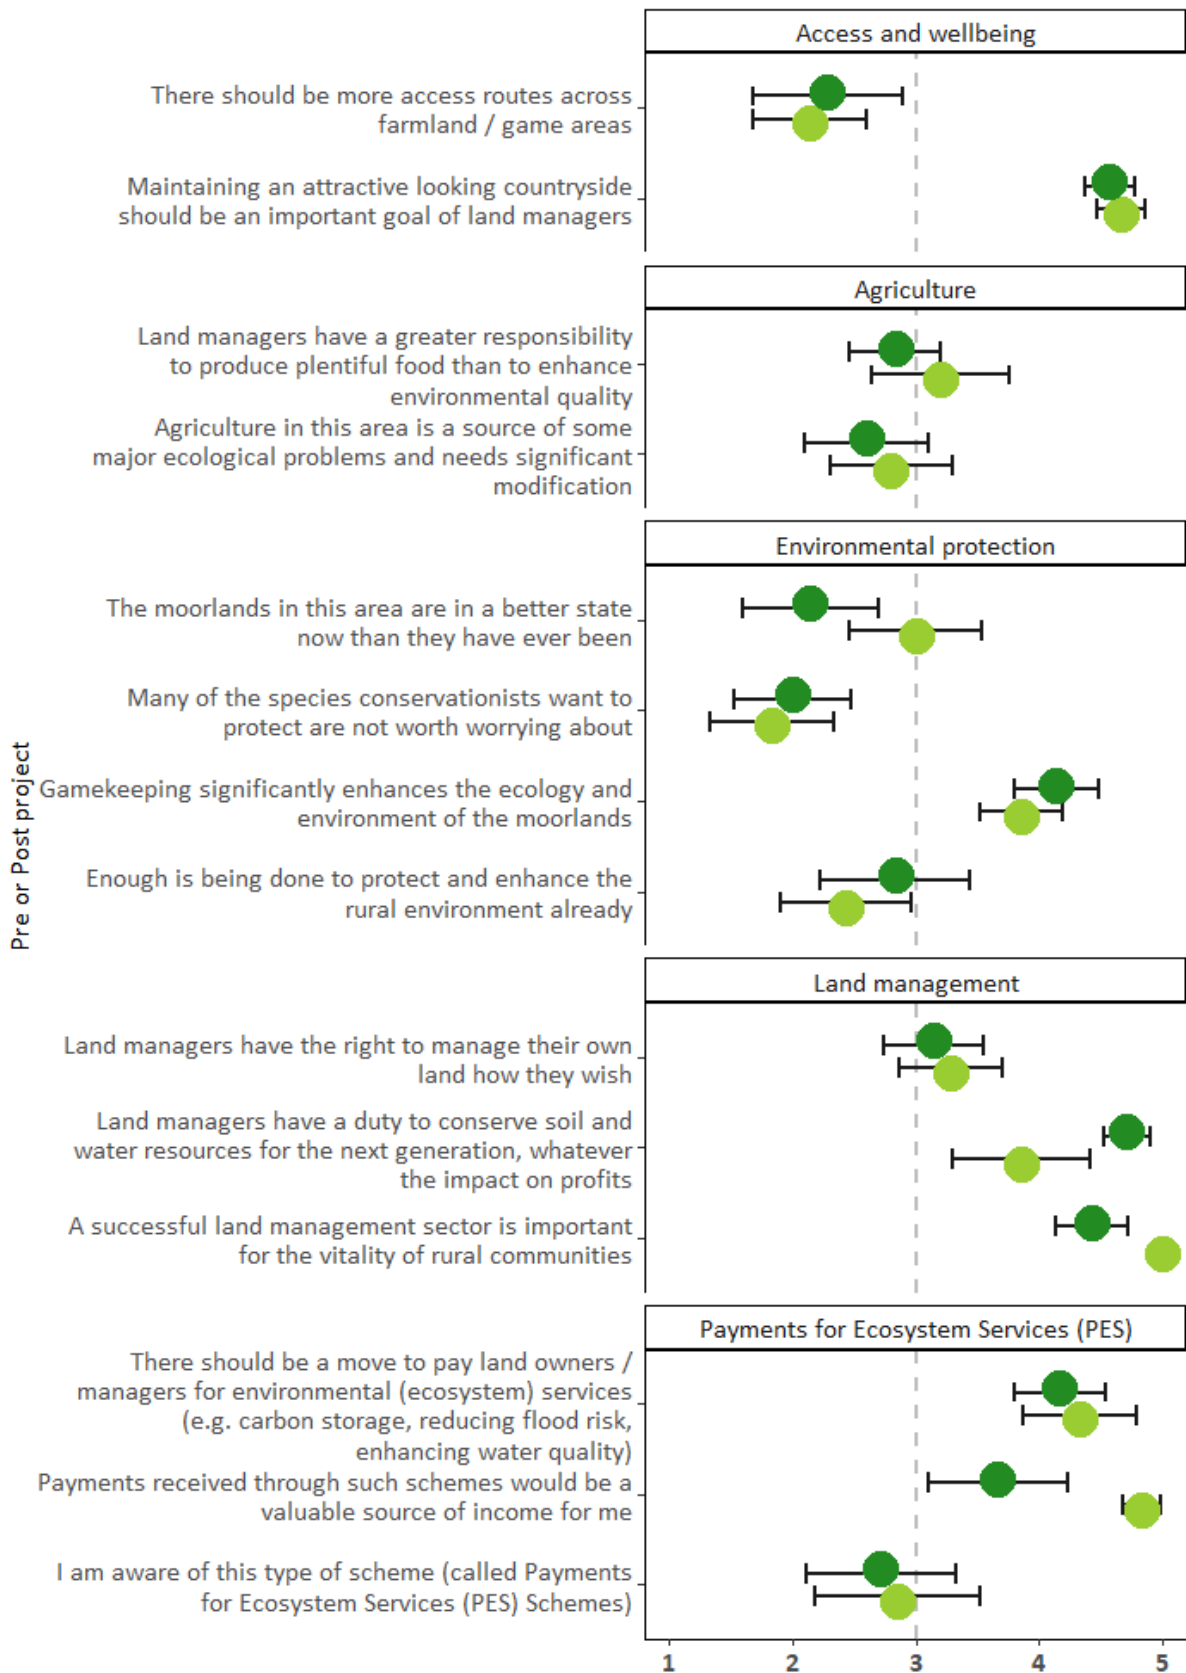 Access and wellbeing
There should be more access routes across
farmland / game areas
Maintaining an attractive looking countryside
should be an important goal of land managers
Agriculture
Land managers have a greater responsibility
to produce plentiful food than to enhance
environmental quality
Agriculture in this area is a source of some
major ecological problems and needs significant
modification
Environmental protection
The moorlands in this area are in a better state
now than they have ever been
Many of the species conservationists want to
protect are not worth worrying about
Pre or Post project
Gamekeeping significantly enhances the ecology and
environment of the moorlands
Enough is being done to protect and enhance the
rural environment already
Land management
Land managers have the right to manage their own
land how they wish
Land managers have a duty to conserve soil and
water resources for the next generation, whatever
the impact on profits
A successful land management sector is important
for the vitality of rural communities
Payments for Ecosystem Services (PES)
There should be a move to pay land owners /
managers for environmental (ecosystem) services
(e.g. carbon storage, reducing flood risk,
enhancing water quality)
Payments received through such schemes would be a
valuable source of income for me
I am aware of this type of scheme (called Payments
for Ecosystem Services (PES) Schemes)
1 2 3 4 5